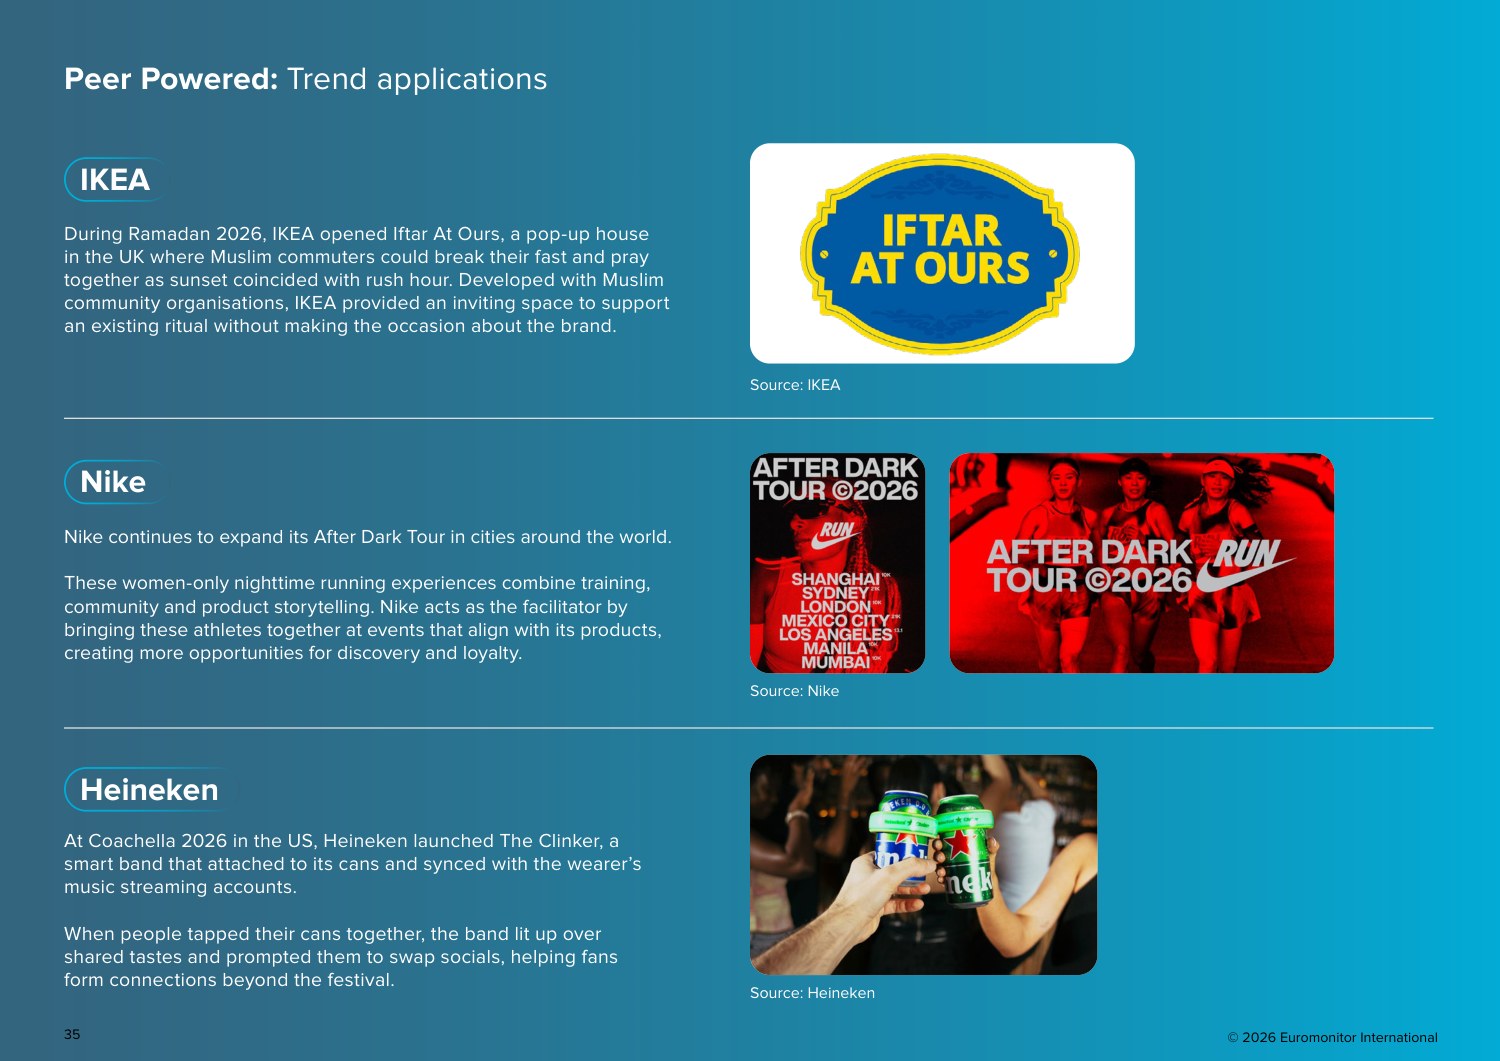 Peer Powered: Trend applications
IKEA
During Ramadan 2026, IKEA opened Iftar At Ours, a pop-up house
in the UK where Muslim commuters could break their fast and pray
together as sunset coincided with rush hour. Developed with Muslim
community organisations, IKEA provided an inviting space to support
an existing ritual without making the occasion about the brand.
IFTAR
AT OURS
Source: IKEA
Nike
Nike continues to expand its After Dark Tour in cities around the world.
These women-only nighttime running experiences combine training,
community and product storytelling. Nike acts as the facilitator by
bringing these athletes together at events that align with its products,
creating more opportunities for discovery and loyalty.
AFTER DARK
TOUR ©2026
RUN
SHANGHAI 10K
SYDNEY
LONDON 10K
MEXICO CITY
LOS ANGELES
MANILA 10K
MUMBAI 10K
AFTER DARK
TOUR ©2026
RUN
Source: Nike
Heineken
At Coachella 2026 in the US, Heineken launched The Clinker, a
smart band that attached to its cans and synced with the wearer’s
music streaming accounts.
When people tapped their cans together, the band lit up over
shared tastes and prompted them to swap socials, helping fans
form connections beyond the festival.
nek
Source: Heineken
35
© 2026 Euromonitor International